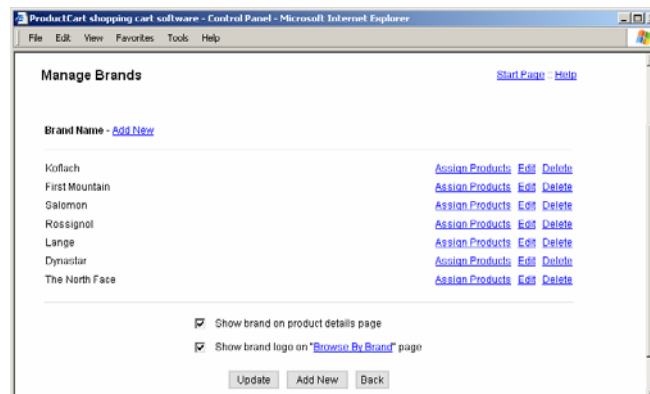 ProductCart shopping cart software - Control Panel - Microsoft Internet Explorer
File Edit View Favorites Tools Help
Manage Brands
Start Page :: Help
Brand Name - Add New
Koflach Assign Products Edit Delete
First Mountain Assign Products Edit Delete
Salomon Assign Products Edit Delete
Rossignol Assign Products Edit Delete
Lange Assign Products Edit Delete
Dynastar Assign Products Edit Delete
The North Face Assign Products Edit Delete
Show brand on product details page
Show brand logo on "Browse By Brand" page
Update Add New Back